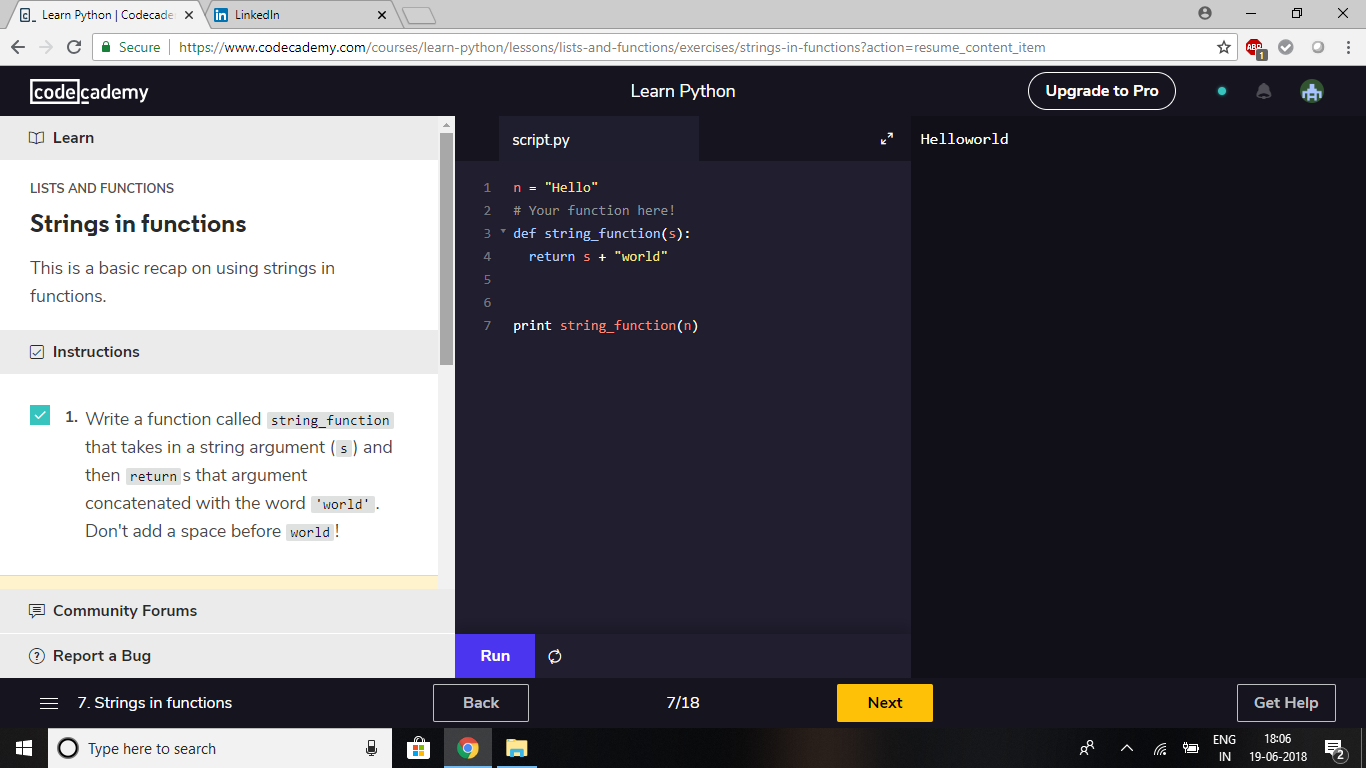 Learn Python | Codecade
LinkedIn
Secure
https://www.codecademy.com/courses/learn-python/lessons/lists-and-functions/exercises/strings-in-functions?action=resume_content_item
ABP
1
codecademy
Learn Python
Upgrade to Pro
Learn
LISTS AND FUNCTIONS
Strings in functions
This is a basic recap on using strings in
functions.
Instructions
1. Write a function called string_function
that takes in a string argument (s) and
then returns that argument
concatenated with the word 'world'.
Don't add a space before world!
Community Forums
Report a Bug
script.py
1 n = "Hello"
2 # Your function here!
3 def string_function(s):
4 return s + "world"
5
6
7 print string_function(n)
Run
Helloworld
7. Strings in functions
Back
7/18
Next
Get Help
Type here to search
ENG
IN
18:06
19-06-2018
2